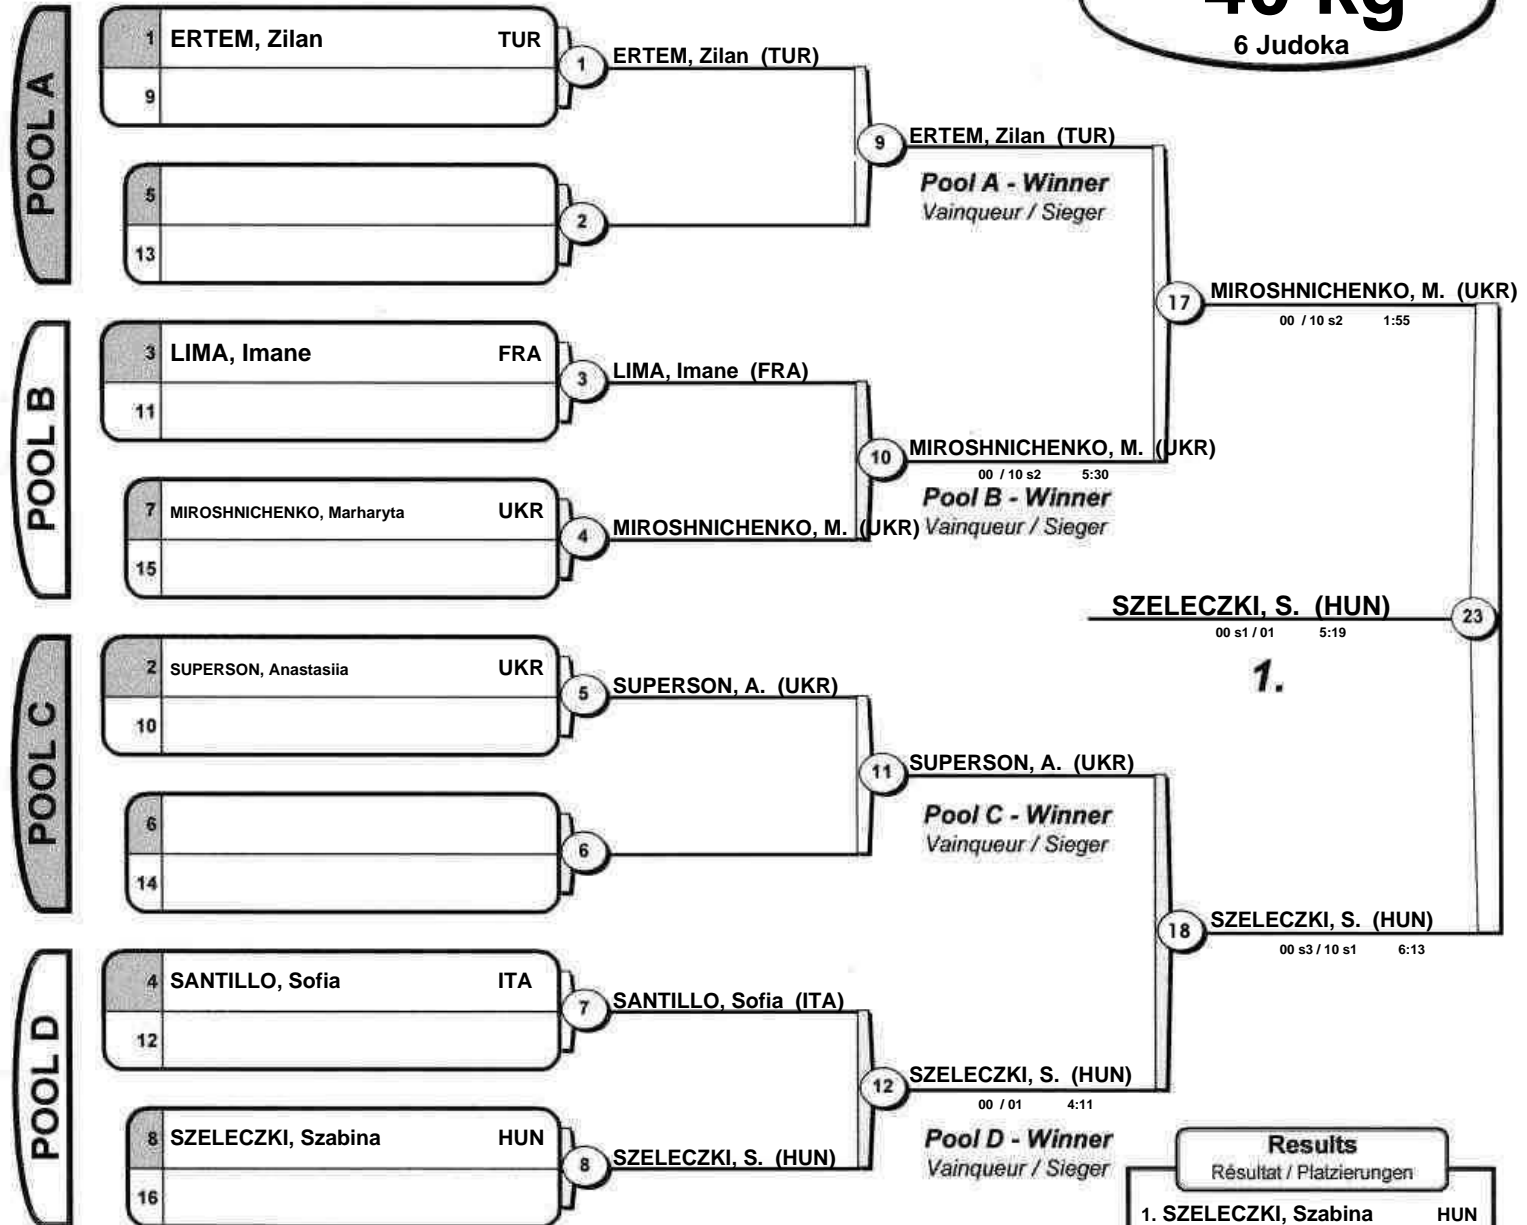 40 kg
6 Judoka
POOL A
1 ERTEM, Zilan TUR
9
1 ERTEM, Zilan (TUR)
5
13
2
9 ERTEM, Zilan (TUR)
Pool A - Winner
Vainqueur / Sieger
POOL B
3 LIMA, Imane FRA
11
3 LIMA, Imane (FRA)
7 MIROSHNICHENKO, Marharyta UKR
15
4 MIROSHNICHENKO, M. (UKR)
10 MIROSHNICHENKO, M. (UKR)
00 / 10 s2 5:30
Pool B - Winner
Vainqueur / Sieger
17 MIROSHNICHENKO, M. (UKR)
00 / 10 s2 1:55
SZELECZKI, S. (HUN) 23
00 s1 / 01 5:19
1.
POOL C
2 SUPERSON, Anastasiia UKR
10
5 SUPERSON, A. (UKR)
6
14
6
11 SUPERSON, A. (UKR)
Pool C - Winner
Vainqueur / Sieger
18 SZELECZKI, S. (HUN)
00 s3 / 10 s1 6:13
POOL D
4 SANTILLO, Sofia ITA
12
7 SANTILLO, Sofia (ITA)
8 SZELECZKI, Szabina HUN
16
8 SZELECZKI, S. (HUN)
12 SZELECZKI, S. (HUN)
00 / 01 4:11
Pool D - Winner
Vainqueur / Sieger
Results
Résultat / Platzierungen
1. SZELECZKI, Szabina HUN